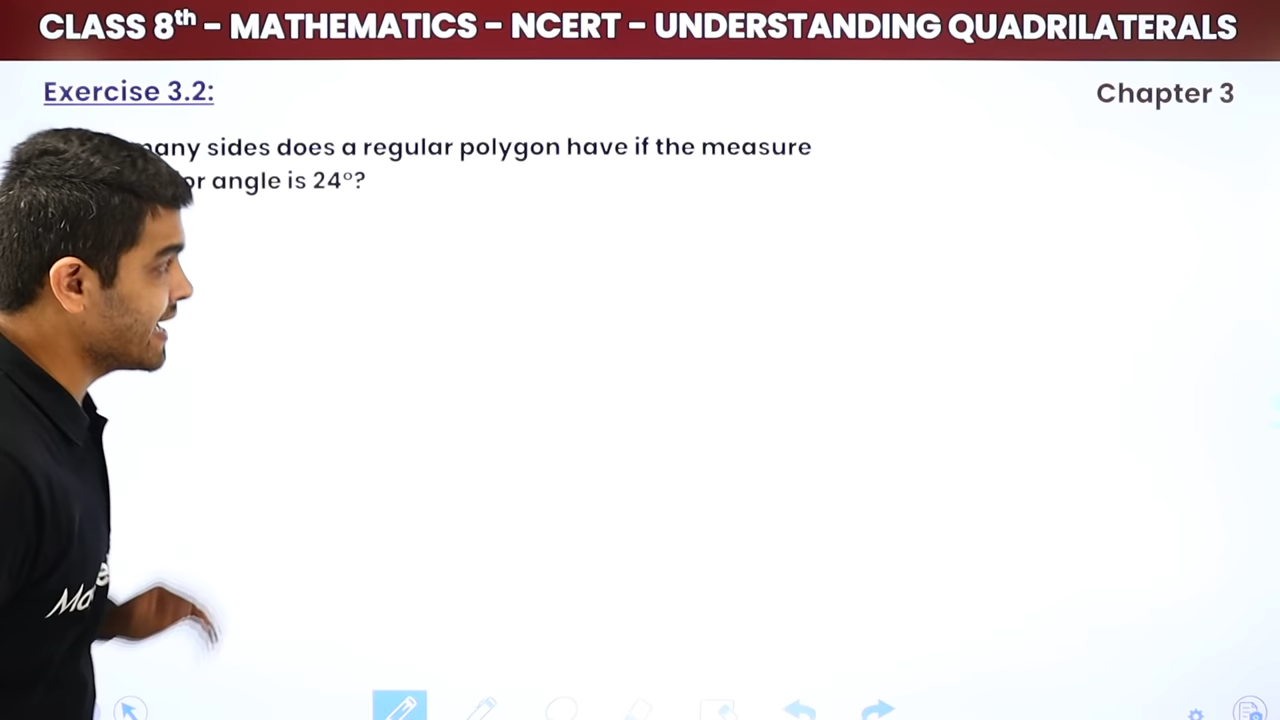 CLASS 8th - MATHEMATICS - NCERT - UNDERSTANDING QUADRILATERALS
Exercise 3.2:
Chapter 3
sides does a regular polygon have if the measure
angle is 24°?